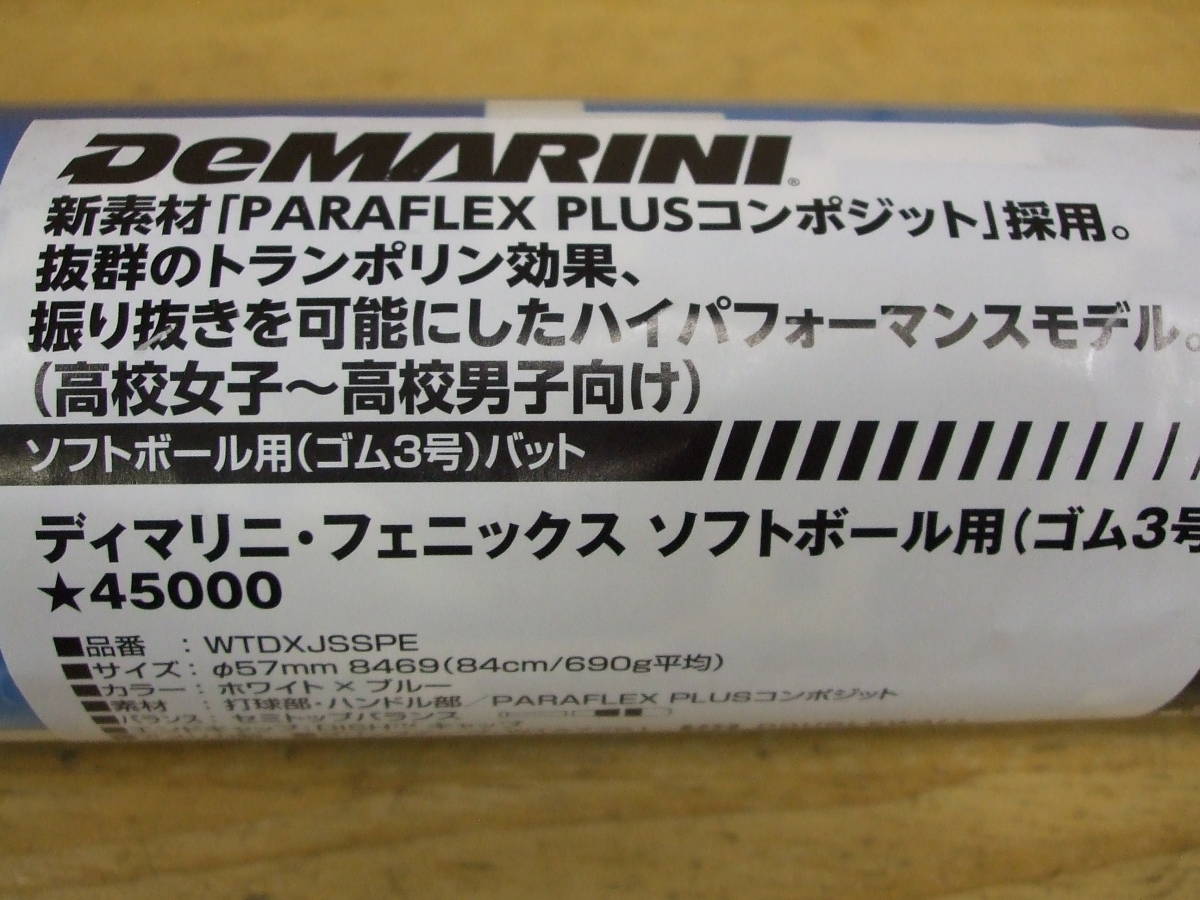 DeMARINI®
新素材「PARAFLEX PLUSコンポジット」採用。
抜群のトランポリン効果、
振り抜きを可能にしたハイパフォーマンスモデル。
(高校女子〜高校男子向け)
ソフトボール用(ゴム3号)バット
ディマリニ・フェニックス ソフトボール用(ゴム3号
★45000
■品番 : WTDXJSSPE
■サイズ : φ57mm 8469(84cm/690g平均)
■カラー : ホワイト×ブルー
■素材 : 打球部・ハンドル部/PARAFLEX PLUSコンポジット
■バランス : セミトップバランス